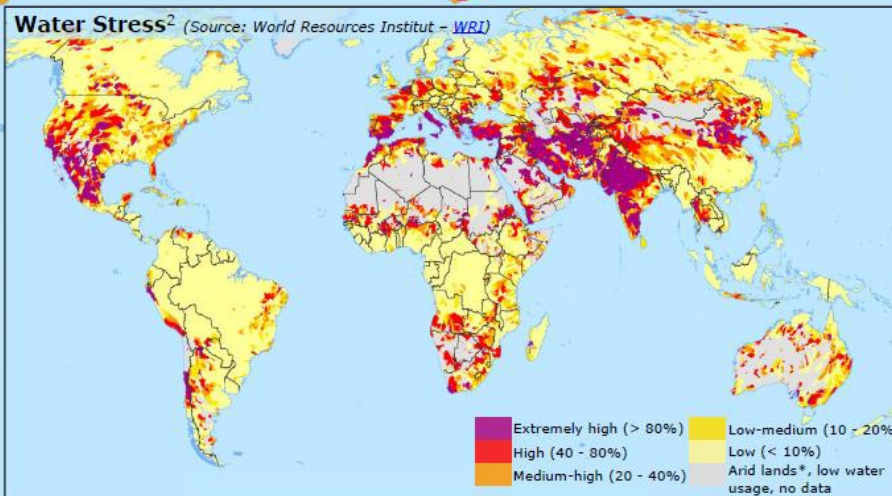 Water Stress² (Source: World Resources Institut – WRI)
Extremely high (> 80%)
High (40 - 80%)
Medium-high (20 - 40%)
Low-medium (10 - 20%
Low (< 10%)
Arid lands*, low water
usage, no data